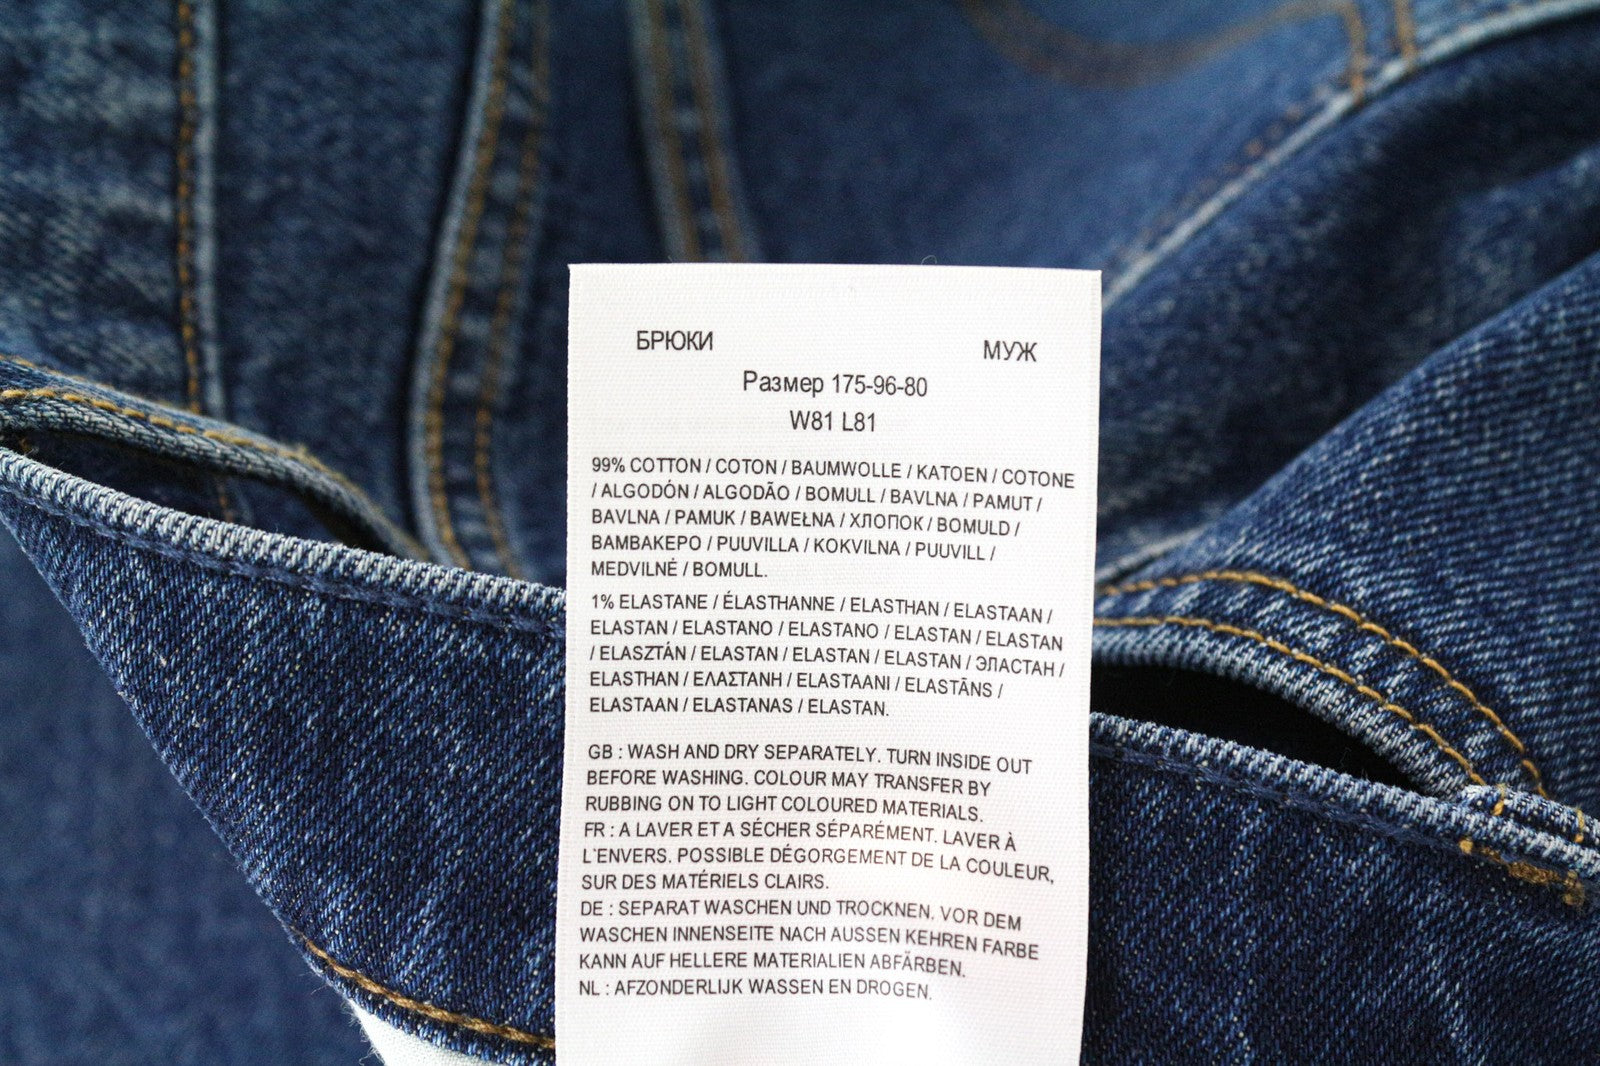 БРЮКИ МУЖ
Размер 175-96-80
W81 L81
99% COTTON / COTON / BAUMWOLLE / KATOEN / COTONE
/ ALGODÓN / ALGODÃO / BOMULL / BAVLNA / PAMUT /
BAVLNA / PAMUK / BAWEŁNA / ХЛОПОК / BOMULD /
ΒΑΜΒΑΚΕΡΟ / PUUVILLA / KOKVILNA / PUUVILL /
MEDVILNĖ / BOMULL.
1% ELASTANE / ÉLASTHANNE / ELASTHAN / ELASTAAN /
ELASTAN / ELASTANO / ELASTANO / ELASTAN / ELASTAN
/ ELASZTÁN / ELASTAN / ELASTAN / ELASTAN / ЭЛАСТАН /
ELASTHAN / ΕΛΑΣΤΑΝΗ / ELASTAANI / ELASTĀNS /
ELASTAAN / ELASTANAS / ELASTAN.
GB : WASH AND DRY SEPARATELY. TURN INSIDE OUT
BEFORE WASHING. COLOUR MAY TRANSFER BY
RUBBING ON TO LIGHT COLOURED MATERIALS.
FR : A LAVER ET A SÉCHER SÉPARÉMENT. LAVER À
L'ENVERS. POSSIBLE DÉGORGEMENT DE LA COULEUR,
SUR DES MATÉRIELS CLAIRS.
DE : SEPARAT WASCHEN UND TROCKNEN. VOR DEM
WASCHEN INNENSEITE NACH AUSSEN KEHREN FARBE
KANN AUF HELLERE MATERIALIEN ABFÄRBEN.
NL : AFZONDERLIJK WASSEN EN DROGEN.